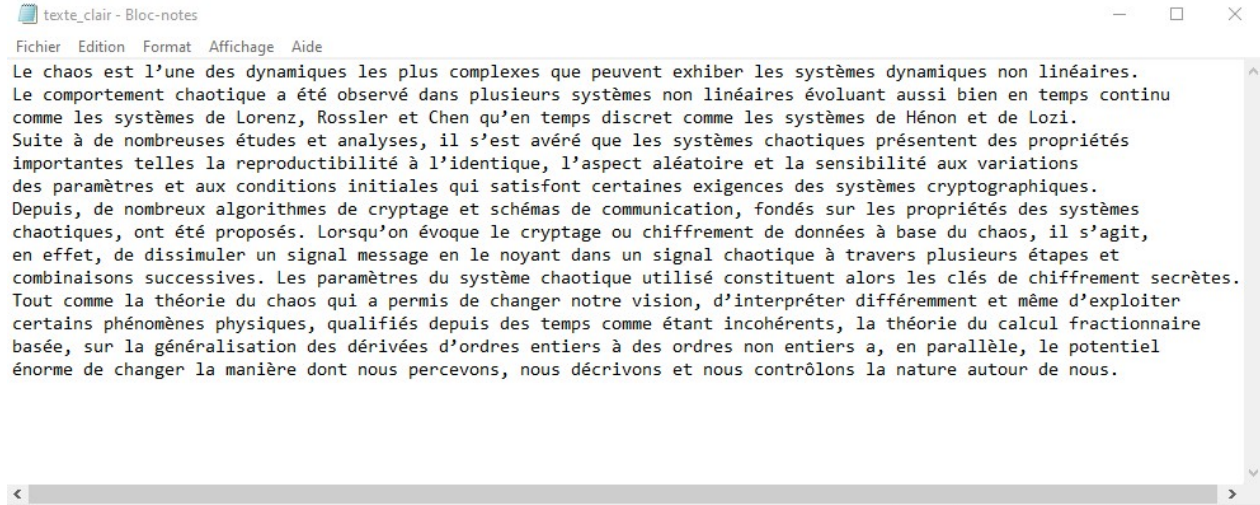 texte_clair - Bloc-notes
Fichier Edition Format Affichage Aide
Le chaos est l’une des dynamiques les plus complexes que peuvent exhiber les systèmes dynamiques non linéaires.
Le comportement chaotique a été observé dans plusieurs systèmes non linéaires évoluant aussi bien en temps continu
comme les systèmes de Lorenz, Rossler et Chen qu’en temps discret comme les systèmes de Hénon et de Lozi.
Suite à de nombreuses études et analyses, il s’est avéré que les systèmes chaotiques présentent des propriétés
importantes telles la reproductibilité à l’identique, l’aspect aléatoire et la sensibilité aux variations
des paramètres et aux conditions initiales qui satisfont certaines exigences des systèmes cryptographiques.
Depuis, de nombreux algorithmes de cryptage et schémas de communication, fondés sur les propriétés des systèmes
chaotiques, ont été proposés. Lorsqu’on évoque le cryptage ou chiffrement de données à base du chaos, il s’agit,
en effet, de dissimuler un signal message en le noyant dans un signal chaotique à travers plusieurs étapes et
combinaisons successives. Les paramètres du système chaotique utilisé constituent alors les clés de chiffrement secrètes.
Tout comme la théorie du chaos qui a permis de changer notre vision, d’interpréter différemment et même d’exploiter
certains phénomènes physiques, qualifiés depuis des temps comme étant incohérents, la théorie du calcul fractionnaire
basée, sur la généralisation des dérivées d’ordres entiers à des ordres non entiers a, en parallèle, le potentiel
énorme de changer la manière dont nous percevons, nous décrivons et nous contrôlons la nature autour de nous.